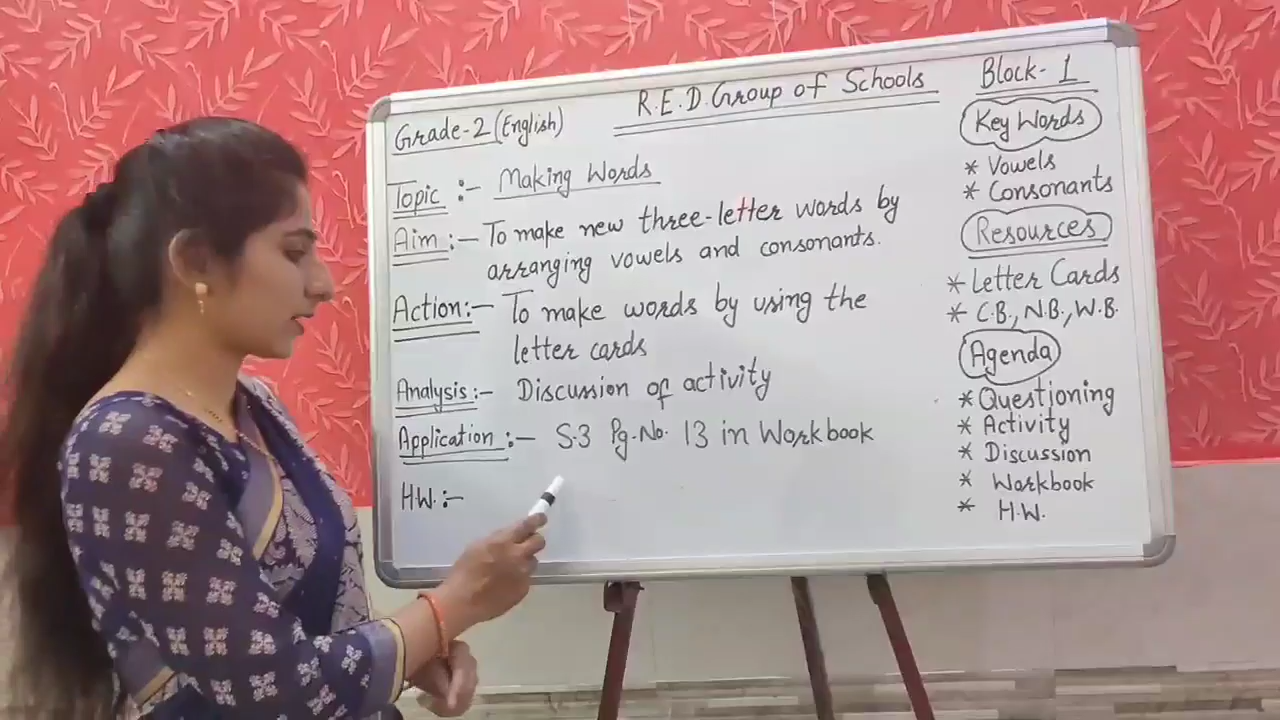 R.E.D. Group of Schools
Block-1
Grade-2 (English)
Topic :- Making Words
Aim :- To make new three-letter words by
arranging vowels and consonants.
Action :- To make words by using the
letter cards
Analysis :- Discussion of activity
Application :- S.3 Pg.No. 13 in Workbook
H.W. :-
Key Words
* Vowels
* Consonants
Resources
* Letter Cards
* C.B., N.B., W.B.
Agenda
* Questioning
* Activity
* Discussion
* Workbook
* H.W.